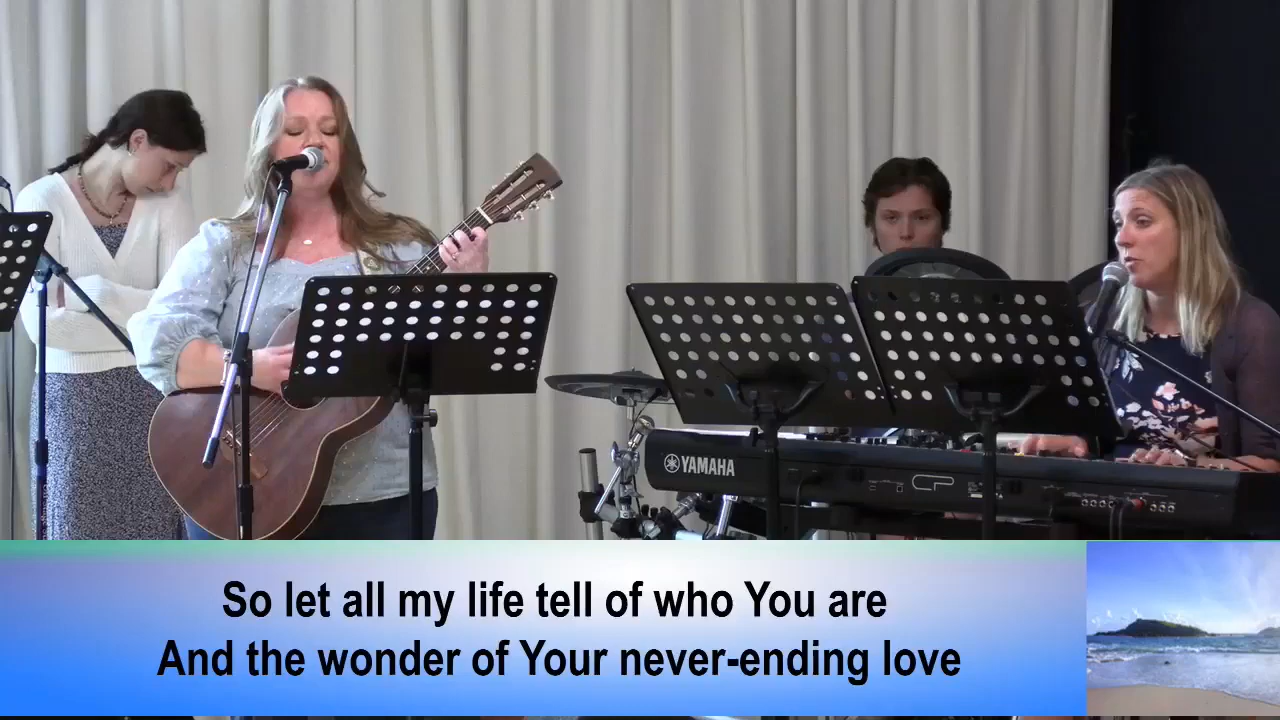 YAMAHA
CP
So let all my life tell of who You are
And the wonder of Your never-ending love